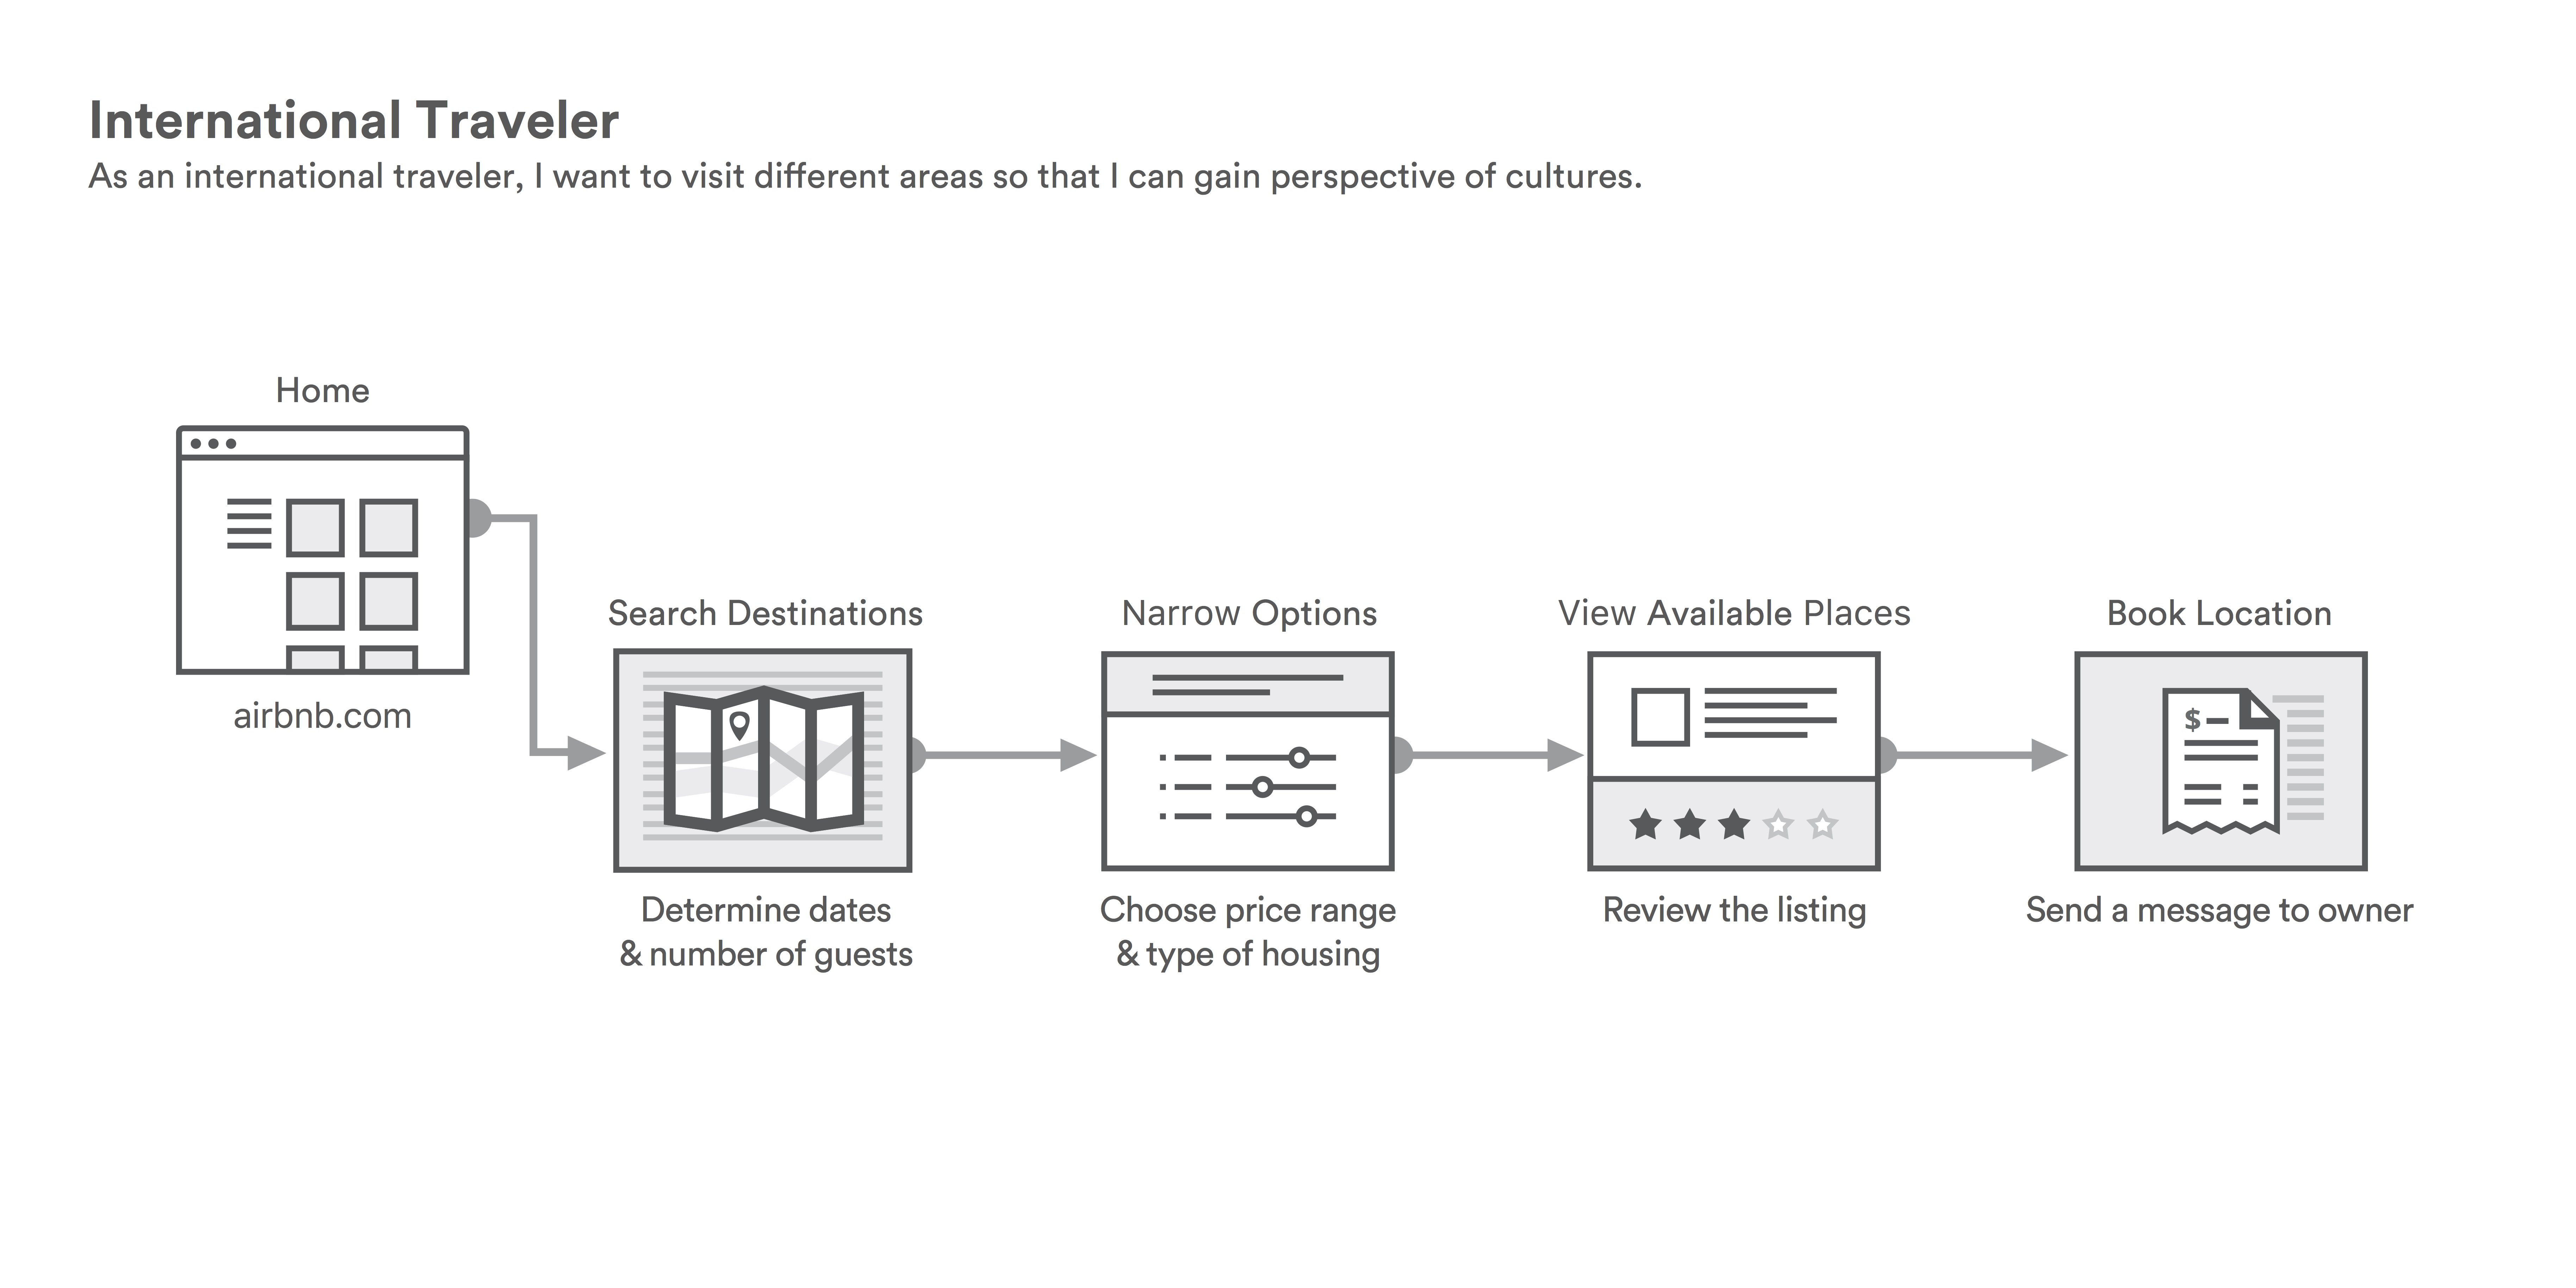 International Traveler
As an international traveler, I want to visit different areas so that I can gain perspective of cultures.
Home
airbnb.com
Search Destinations
Determine dates
& number of guests
Narrow Options
Choose price range
& type of housing
View Available Places
Review the listing
Book Location
$
Send a message to owner